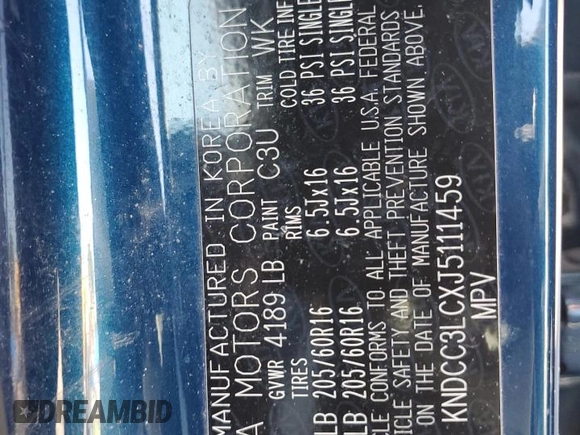 MANUFACTURED IN KOREA BY
A MOTORS CORPORATION
GVWR 4189 LB PAINT C3U TRIM WK
TIRES RIMS COLD TIRE INF
LB 205/60R16 6.5Jx16 36 PSI SINGLE
LB 205/60R16 6.5Jx16 36 PSI SINGLE
CLE CONFORMS TO ALL APPLICABLE U.S.A. FEDERAL
ICLE SAFETY AND THEFT PREVENTION STANDARDS
ON THE DATE OF MANUFACTURE SHOWN ABOVE.
KNDCC3LCXJ5111459
MPV
DREAMBID